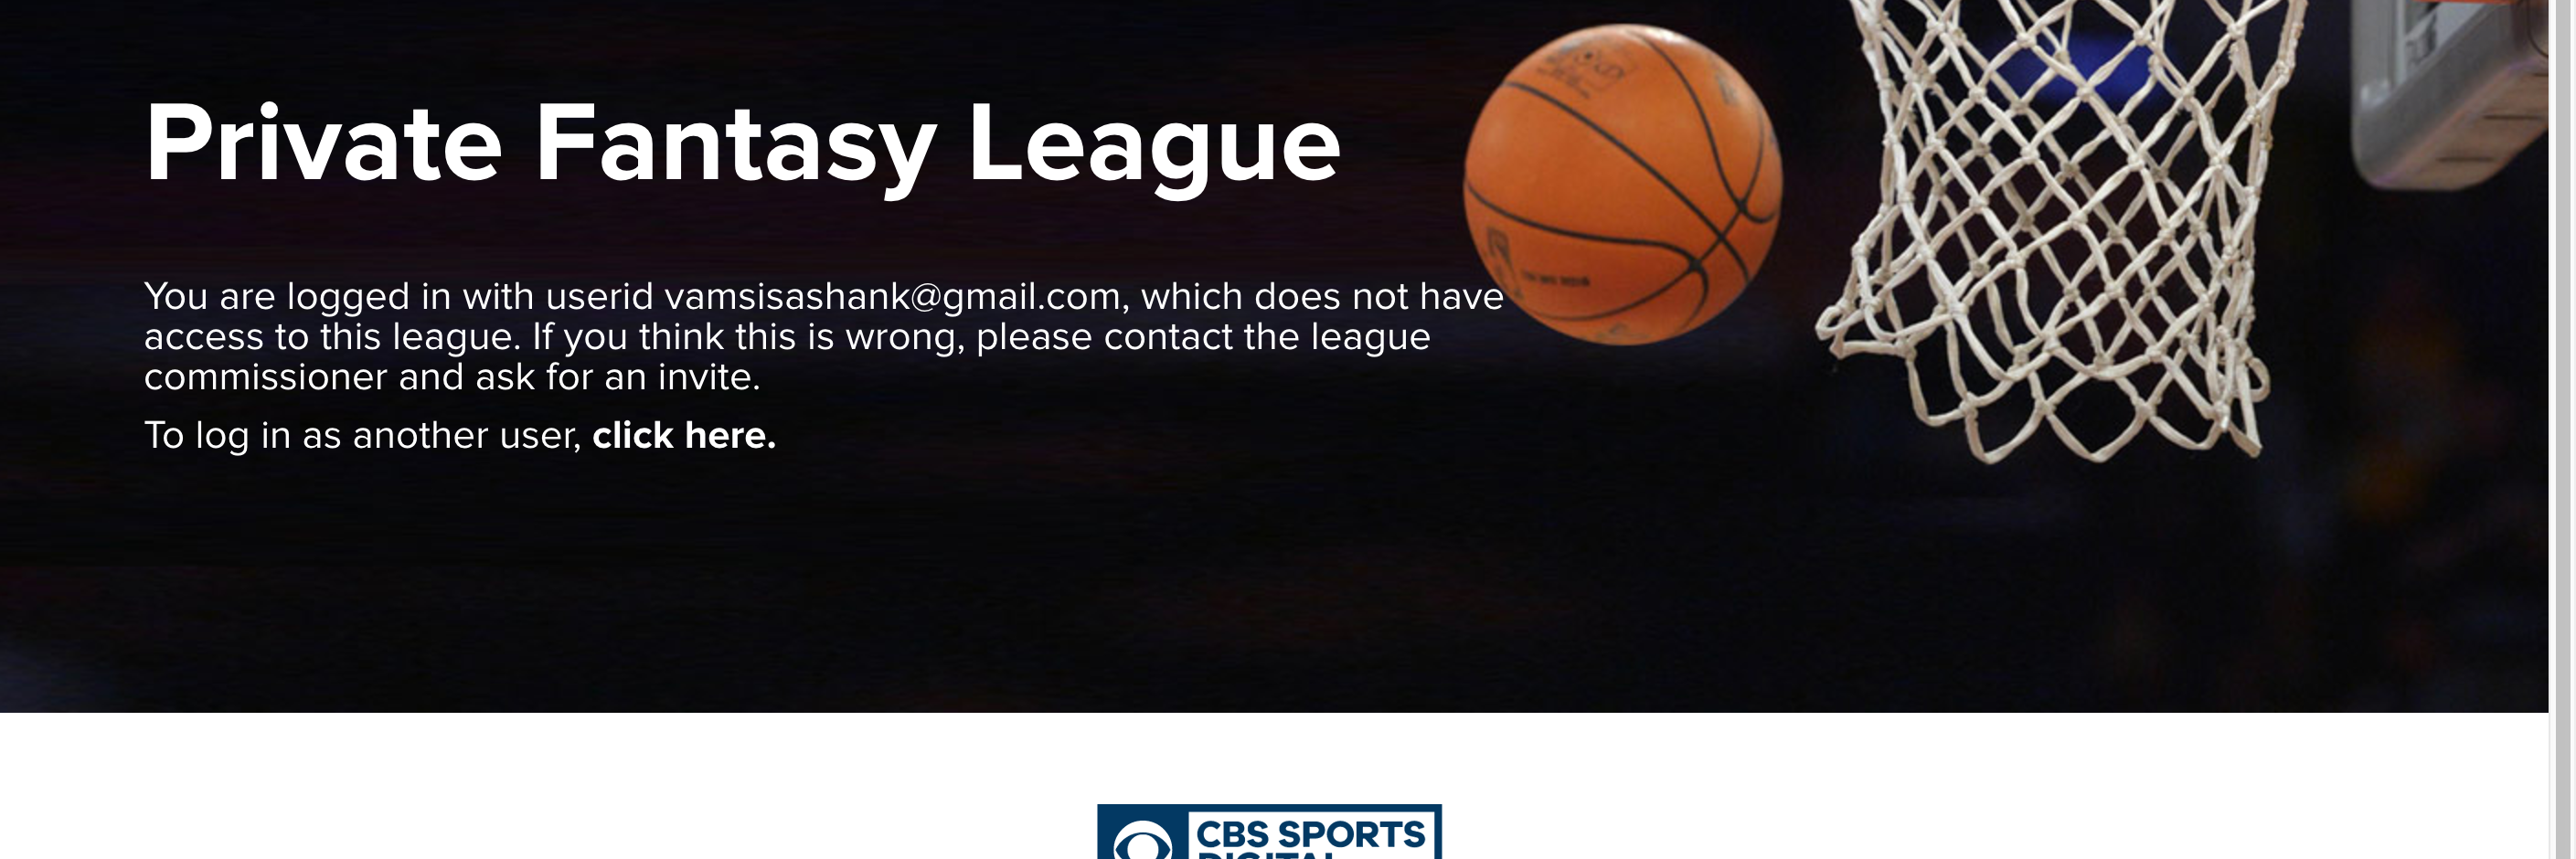 Private Fantasy League
You are logged in with userid vamsisashank@gmail.com, which does not have
access to this league. If you think this is wrong, please contact the league
commissioner and ask for an invite.
To log in as another user, click here.
CBS SPORTS